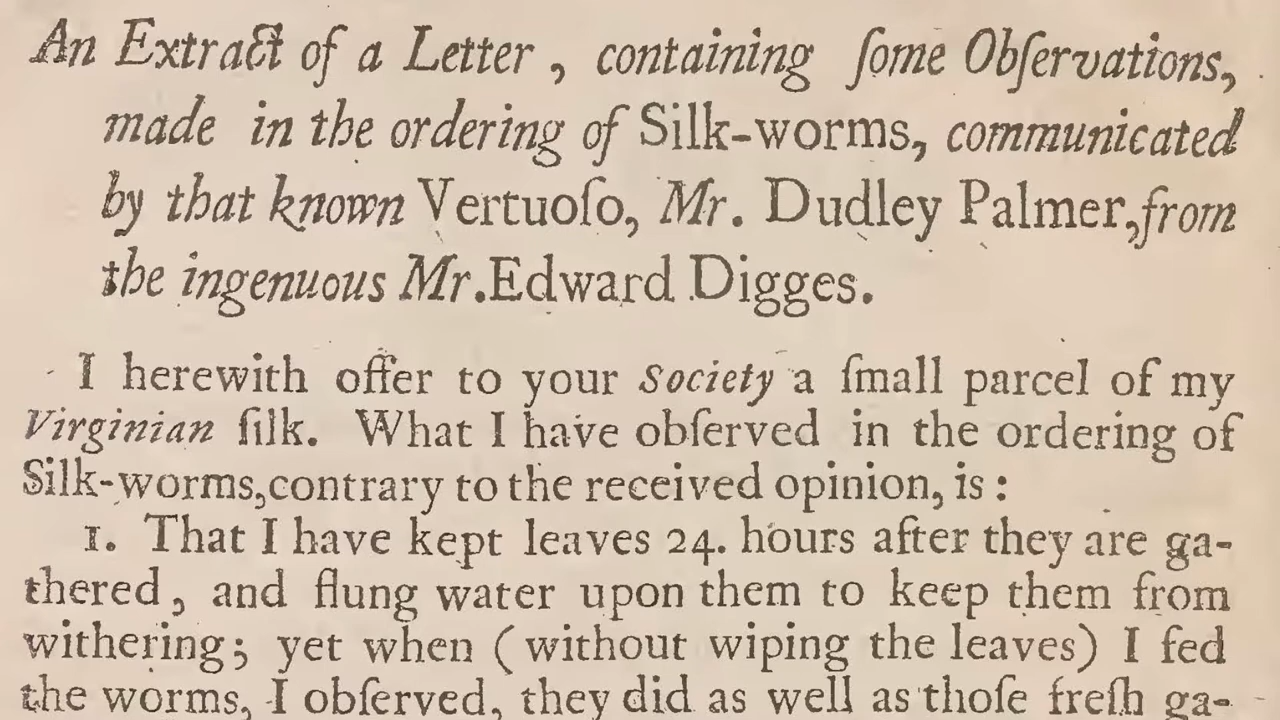 An Extract of a Letter, containing ſome Obſervations,
made in the ordering of Silk-worms, communicated
by that known Vertuoſo, Mr. Dudley Palmer, from
the ingenuous Mr. Edward Digges.
I herewith offer to your Society a ſmall parcel of my
Virginian ſilk. What I have obſerved in the ordering of
Silk-worms, contrary to the received opinion, is:
1. That I have kept leaves 24. hours after they are ga-
thered, and flung water upon them to keep them from
withering; yet when (without wiping the leaves) I fed
the worms, I obſerved, they did as well as thoſe freſh ga-